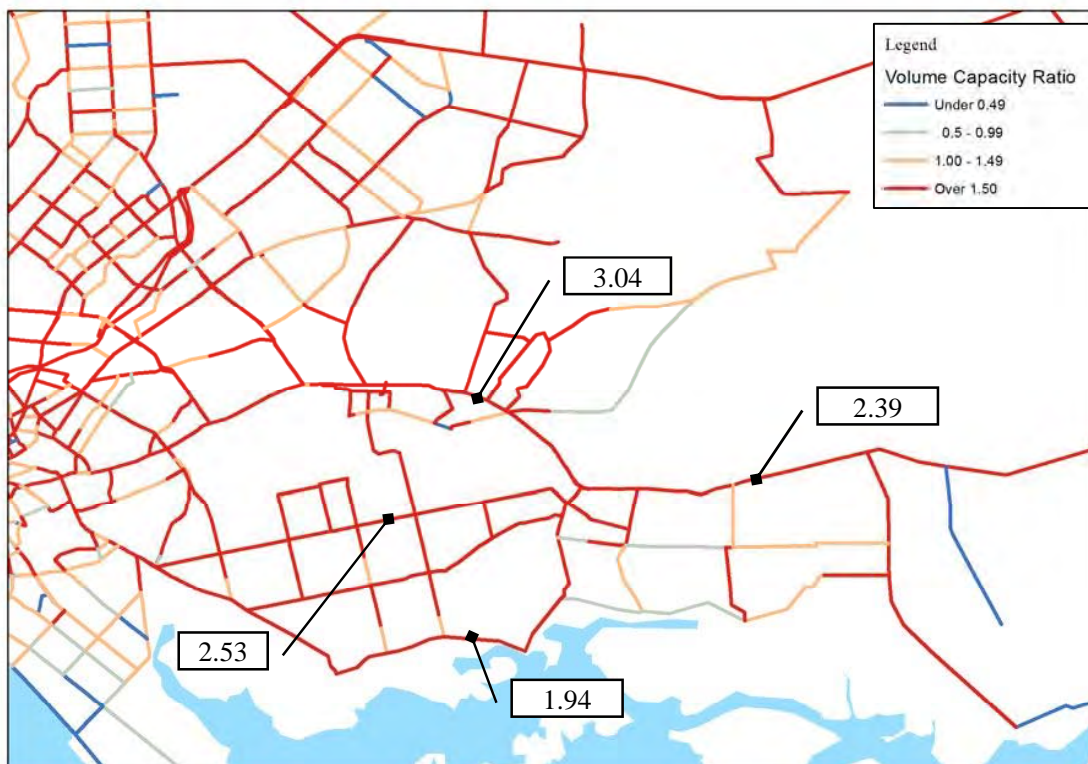 Legend
Volume Capacity Ratio
Under 0.49
0.5 - 0.99
1.00 - 1.49
Over 1.50
3.04
2.39
2.53
1.94